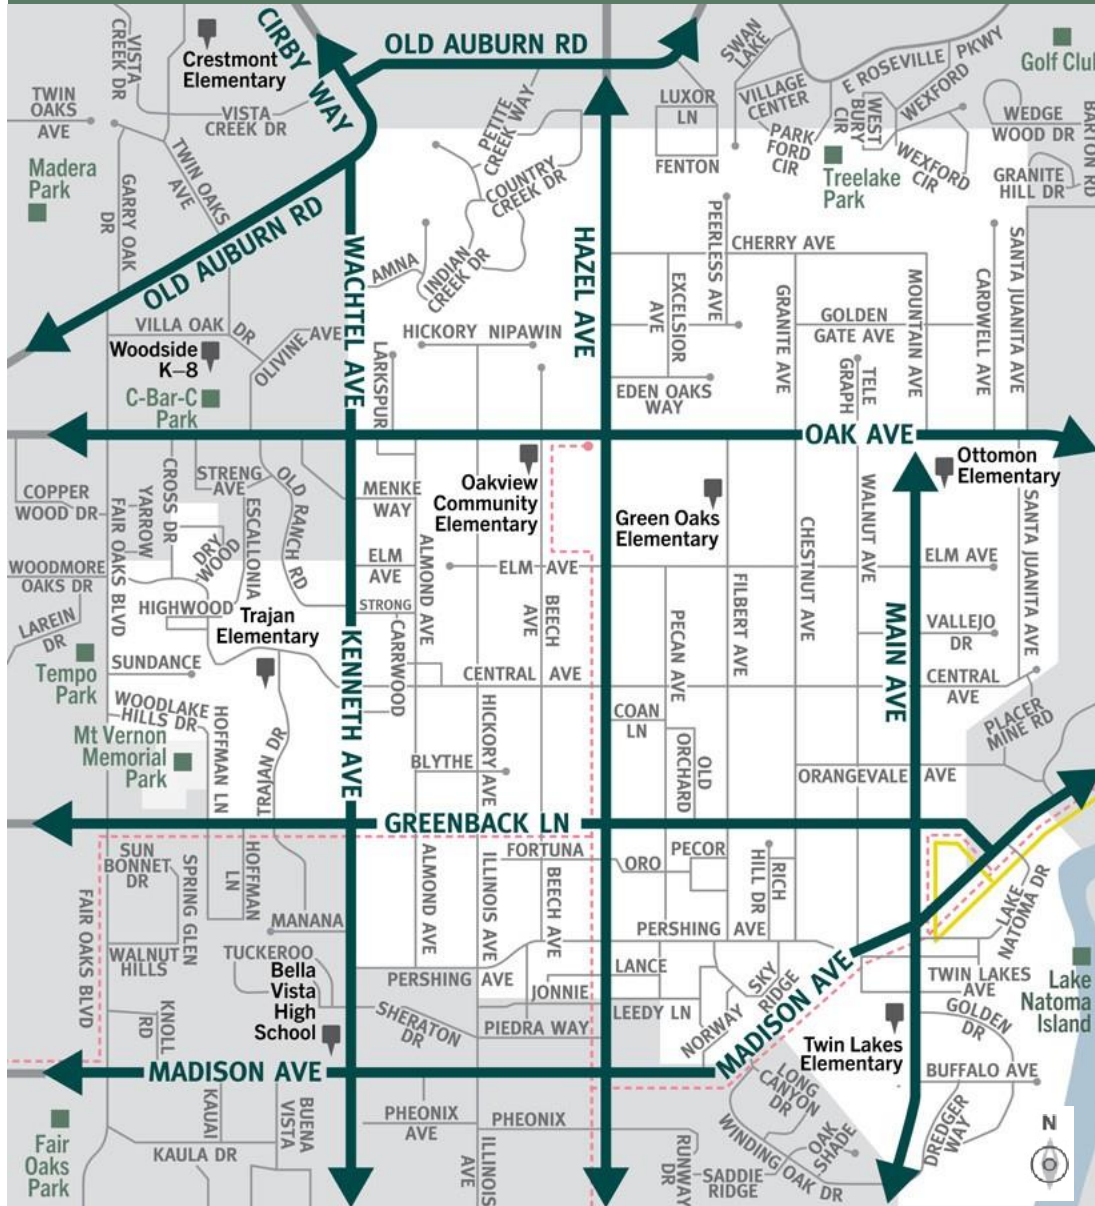 CIRBY
WAY
OLD AUBURN RD
SWAN
LAKE
E ROSEVILLE PKWY
Golf Club
VISTA
CREEK DR
Crestmont
Elementary
TWIN
OAKS
AVE
VISTA
CREEK DR
PETITE
CREEK WAY
LUXOR
LN
FENTON
VILLAGE
CENTER
PARK
FORD
CIR
WEST
BURY
CIR
WEXFORD
WEXFORD
CIR
WEDGE
WOOD DR
BARTON RD
GRANITE
HILL DR
Madera
Park
TWIN OAKS
AVE
GARRY OAK
DR
OLD AUBURN RD
COUNTRY
CREEK DR
Treelake
Park
WACHTEL AVE
AMNA
INDIAN
CREEK DR
HAZEL AVE
PEERLESS AVE
CHERRY AVE
EXCELSIOR
AVE
GRANITE AVE
MOUNTAIN AVE
CARDWELL AVE
SANTA JUANITA AVE
GOLDEN
GATE AVE
VILLA OAK
DR
OLIVINE AVE
Woodside
K–8
C-Bar-C
Park
HICKORY
NIPAWIN
LARKSPUR
EDEN OAKS
WAY
TELE
GRAPH
OAK AVE
Ottomon
Elementary
COPPER
WOOD DR
CROSS DR
YARROW
STRENG
AVE
OLD
RANCH RD
ESCALLONIA
DRY
WOOD
FAIR OAKS BLVD
MENKE
WAY
Oakview
Community
Elementary
Green Oaks
Elementary
WALNUT AVE
CHESTNUT AVE
SANTA JUANITA AVE
WOODMORE
OAKS DR
ELM
AVE
ALMOND AVE
ELM AVE
ELM AVE
LAREIN
DR
HIGHWOOD
Trajan
Elementary
STRONG
CARRWOOD
BEECH
AVE
PECAN AVE
FILBERT AVE
MAIN AVE
VALLEJO
DR
Tempo
Park
SUNDANCE
KENNETH AVE
CENTRAL AVE
CENTRAL
AVE
WOODLAKE
HILLS DR
HOFFMAN LN
TRAJAN DR
HICKORY AVE
COAN
LN
OLD
ORCHARD
PLACER
MINE RD
Mt Vernon
Memorial
Park
BLYTHE
ORANGEVALE AVE
GREENBACK LN
SUN
BONNET
DR
SPRING GLEN
HOFFMAN
LN
ALMOND AVE
ILLINOIS AVE
FORTUNA
BEECH AVE
ORO
PECOR
RICH
HILL DR
FAIR OAKS BLVD
MANANA
PERSHING AVE
LAKE
NATOMA DR
WALNUT
HILLS
TUCKEROO
Bella
Vista
High
School
PERSHING AVE
LANCE
JONNIE
LEEDY LN
SKY
RIDGE
NORWAY
MADISON AVE
TWIN LAKES
AVE
GOLDEN
DR
Lake
Natoma
Island
KNOLL
RD
SHERATON
DR
PIEDRA WAY
Twin Lakes
Elementary
MADISON AVE
LONG
CANYON
DR
BUFFALO AVE
KAUAI
BUENA
VISTA
PHEONIX
AVE
PHEONIX
ILLINOIS
AVE
RUNWAY
DR
SADDIE
RIDGE
WINDING OAK DR
OAK
SHADE
DREDGER
WAY
Fair
Oaks
Park
KAULA DR
N